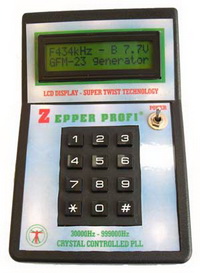 F434kHz - B 7.7V
GFM-23 generator
LCD DISPLAY - SUPER TWIST TECHNOLOGY
POWER
ZEPPER PROFI
1 2 3
4 5 6
7 8 9
* 0 #
30000Hz - 999000Hz
CRYSTAL CONTROLLED PLL